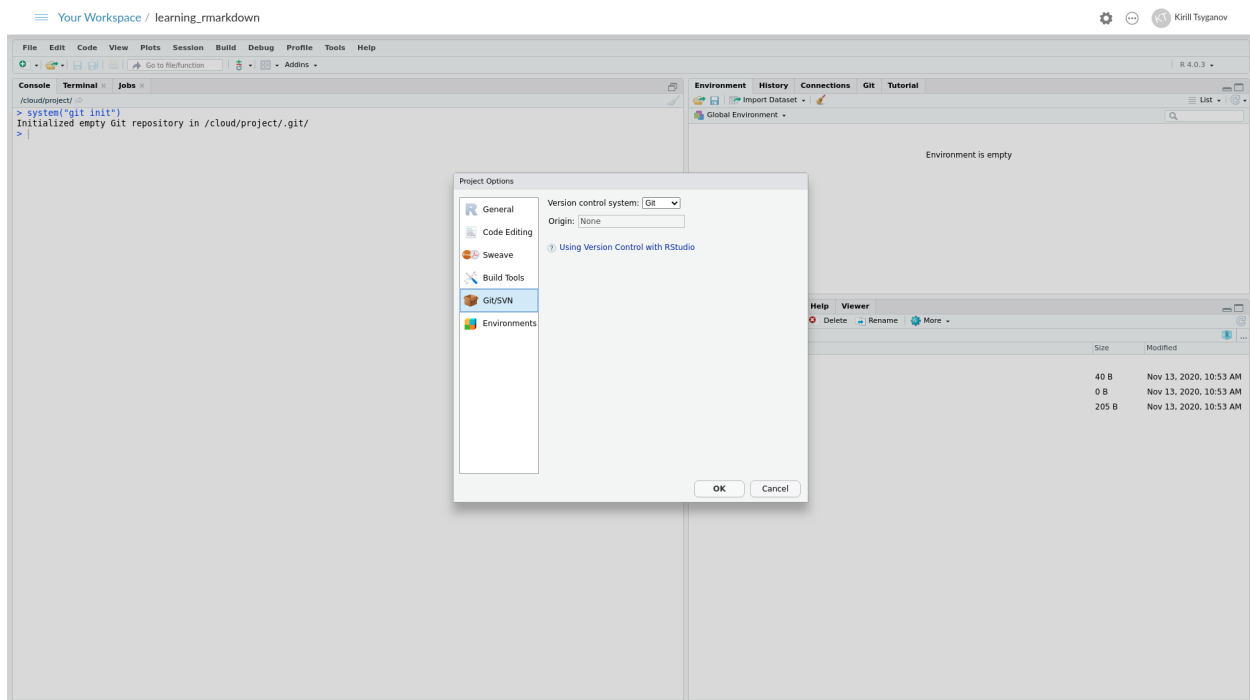 Your Workspace / learning_rmarkdown
KT Kirill Tsyganov
File Edit Code View Plots Session Build Debug Profile Tools Help
Go to file/function Addins R 4.0.3
Console Terminal Jobs
/cloud/project/
> system("git init")
Initialized empty Git repository in /cloud/project/.git/
>
Environment History Connections Git Tutorial
Import Dataset List
Global Environment
Environment is empty
Project Options
General
Code Editing
Sweave
Build Tools
Git/SVN
Environments
Version control system: Git
Origin: None
? Using Version Control with RStudio
OK Cancel
Help Viewer
Delete Rename More
...
Size Modified
40 B Nov 13, 2020, 10:53 AM
0 B Nov 13, 2020, 10:53 AM
205 B Nov 13, 2020, 10:53 AM